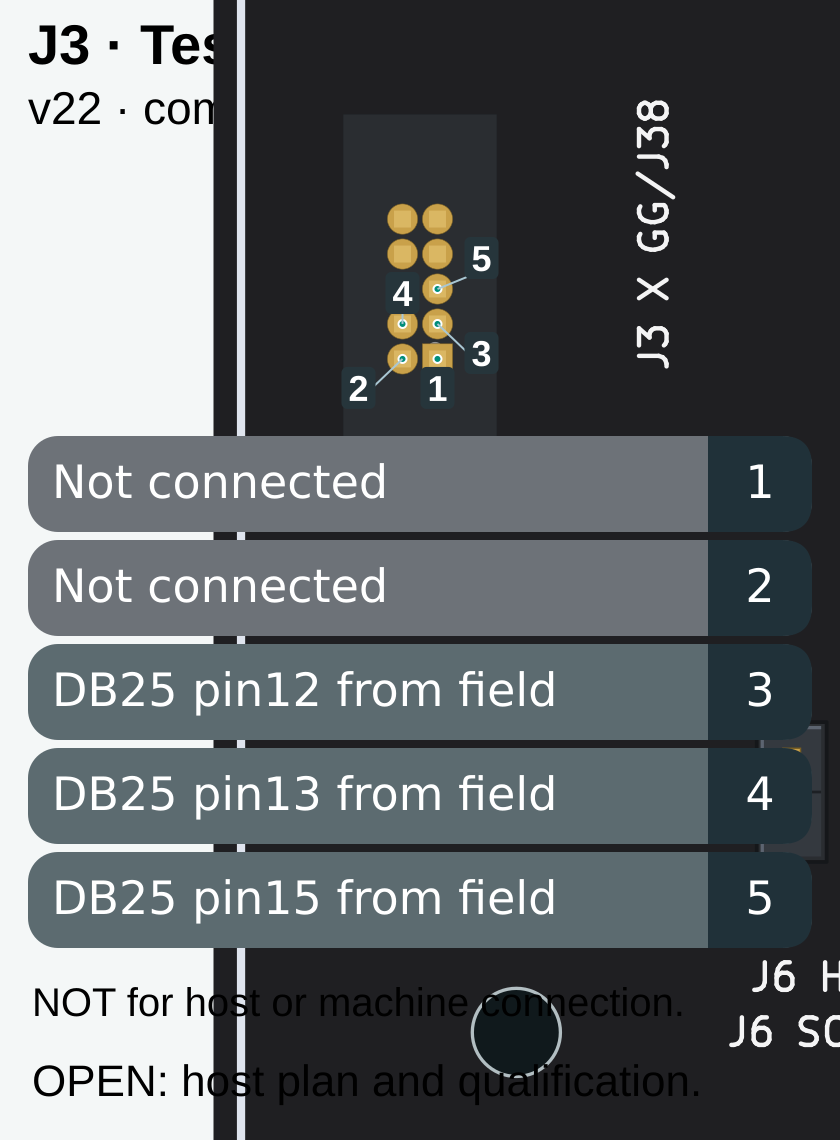 J3 · Tes
v22 · com
J3 X GG/J38
5
4
3
2
1
Not connected 1
Not connected 2
DB25 pin12 from field 3
DB25 pin13 from field 4
DB25 pin15 from field 5
J6 H
NOT for host or machine connection.
J6 SO
OPEN: host plan and qualification.